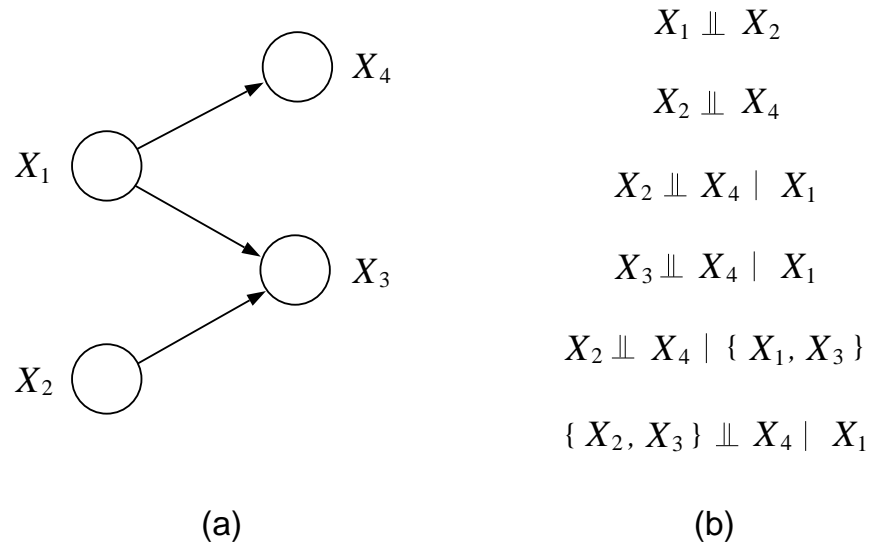 X₄
X₁
X₃
X₂
(a)
X₁ ⫫ X₂
X₂ ⫫ X₄
X₂ ⫫ X₄ | X₁
X₃ ⫫ X₄ | X₁
X₂ ⫫ X₄ | { X₁, X₃ }
{ X₂, X₃ } ⫫ X₄ | X₁
(b)